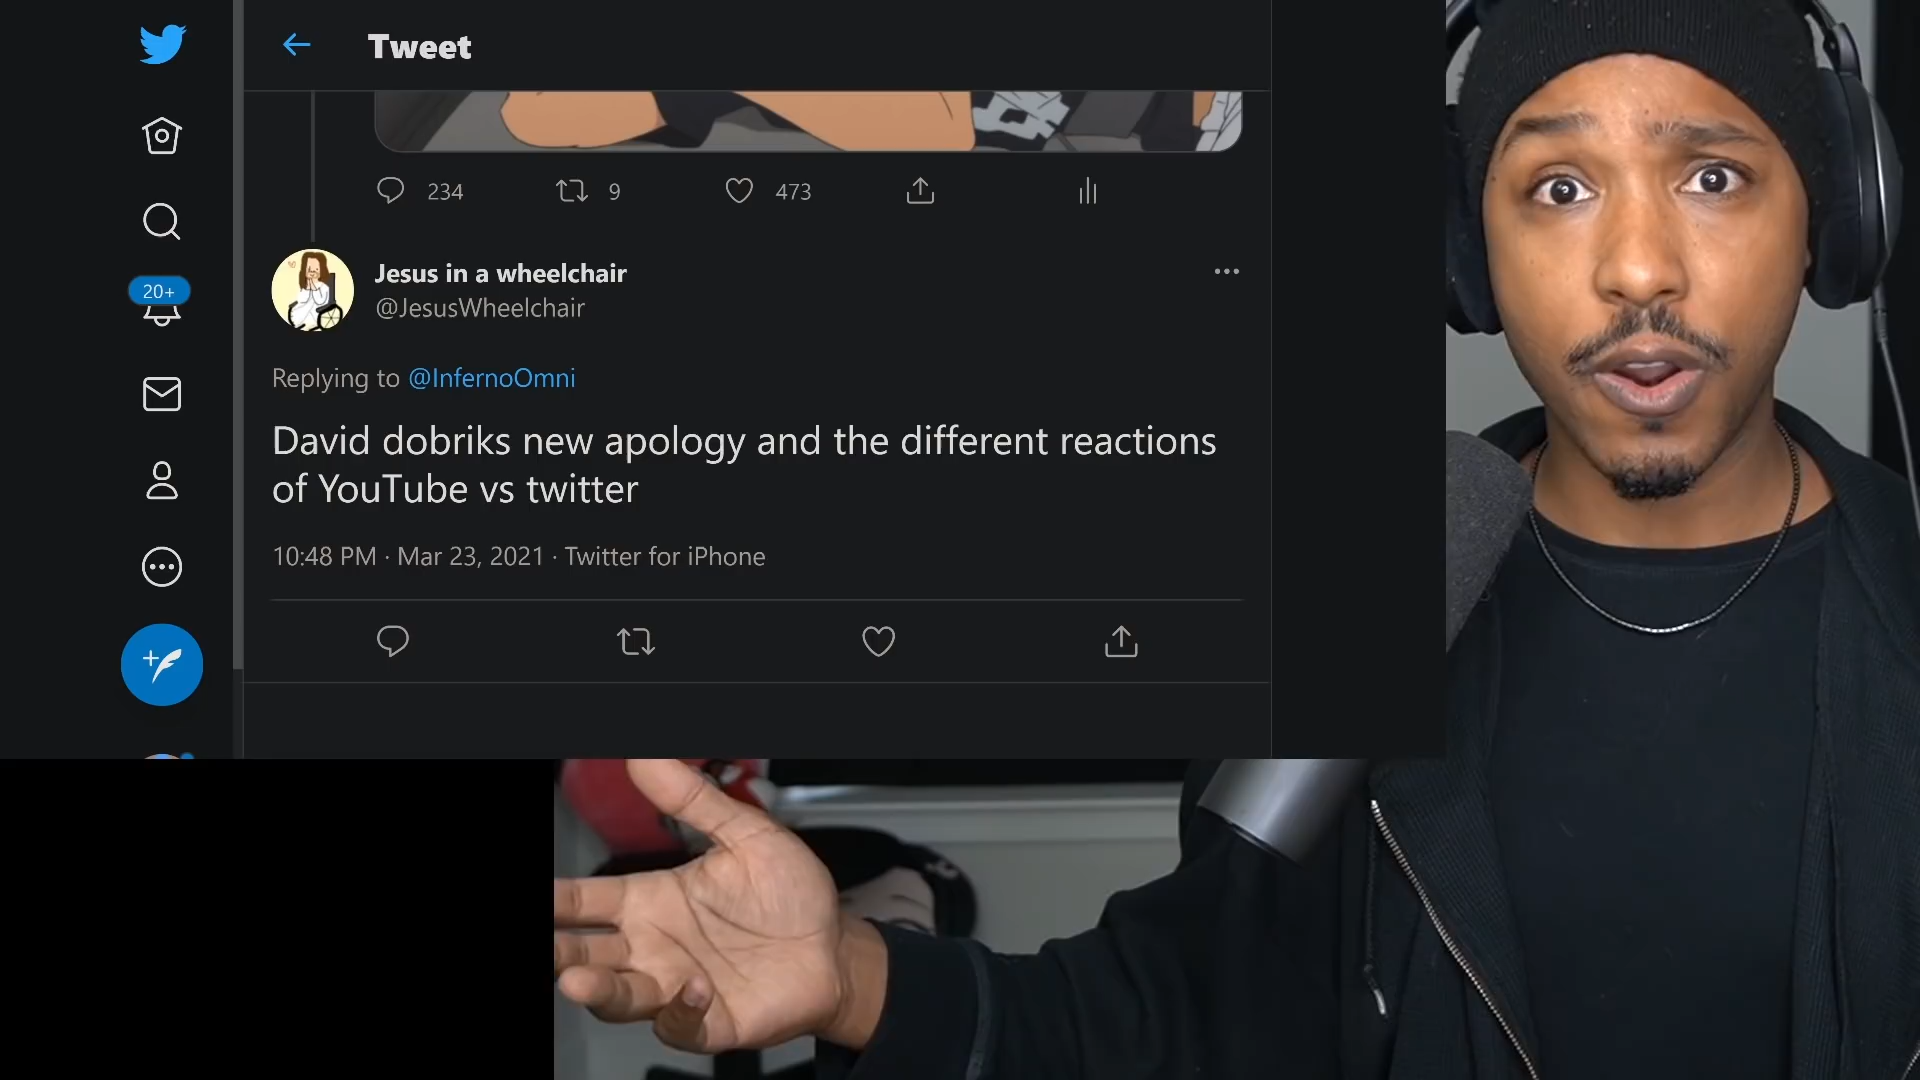 Tweet
234
9
473
20+
Jesus in a wheelchair
@JesusWheelchair
Replying to @InfernoOmni
David dobriks new apology and the different reactions
of YouTube vs twitter
10:48 PM · Mar 23, 2021 · Twitter for iPhone